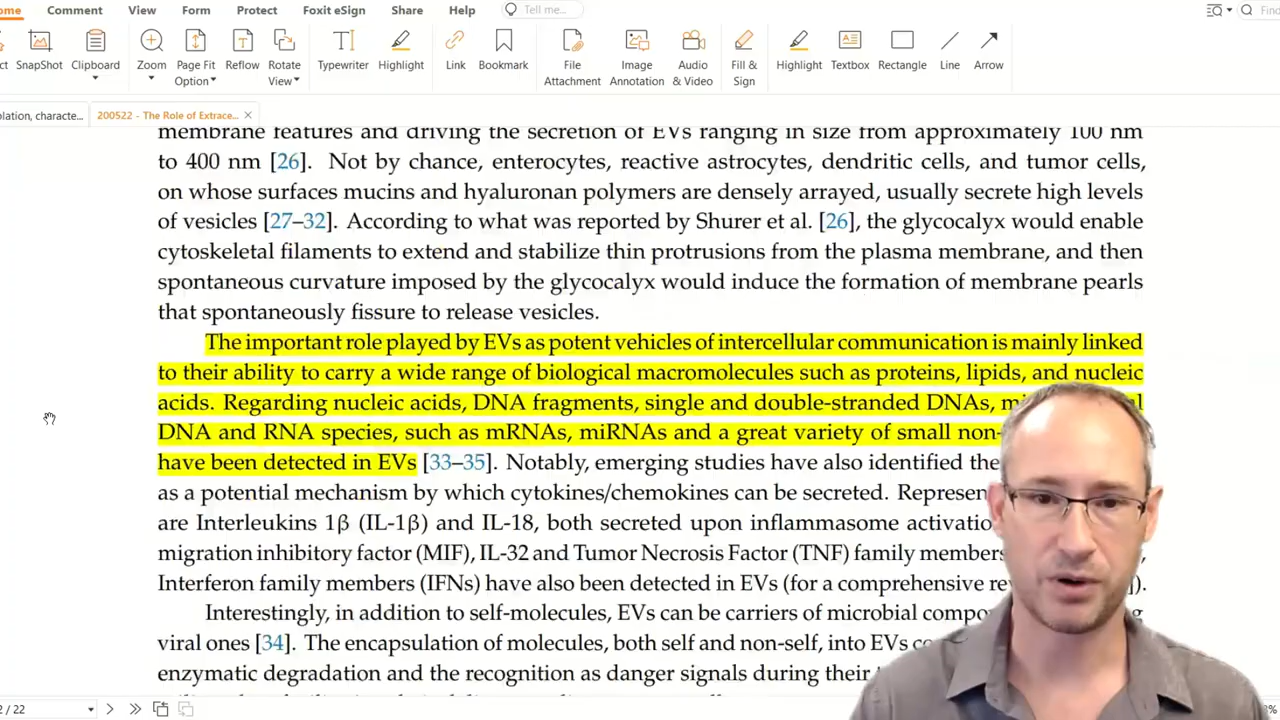 ome Comment View Form Protect Foxit eSign Share Help Tell me... Find
ct SnapShot Clipboard Zoom Page Fit Option Reflow Rotate View Typewriter Highlight Link Bookmark File Attachment Image Annotation Audio & Video Fill & Sign Highlight Textbox Rectangle Line Arrow
olation, characte... 200522 - The Role of Extrace...
membrane features and driving the secretion of EVs ranging in size from approximately 100 nm
to 400 nm [26]. Not by chance, enterocytes, reactive astrocytes, dendritic cells, and tumor cells,
on whose surfaces mucins and hyaluronan polymers are densely arrayed, usually secrete high levels
of vesicles [27–32]. According to what was reported by Shurer et al. [26], the glycocalyx would enable
cytoskeletal filaments to extend and stabilize thin protrusions from the plasma membrane, and then
spontaneous curvature imposed by the glycocalyx would induce the formation of membrane pearls
that spontaneously fissure to release vesicles.
The important role played by EVs as potent vehicles of intercellular communication is mainly linked
to their ability to carry a wide range of biological macromolecules such as proteins, lipids, and nucleic
acids. Regarding nucleic acids, DNA fragments, single and double-stranded DNAs,
DNA and RNA species, such as mRNAs, miRNAs and a great variety of small non-
have been detected in EVs [33–35]. Notably, emerging studies have also identified the
as a potential mechanism by which cytokines/chemokines can be secreted. Represen
are Interleukins 1β (IL-1β) and IL-18, both secreted upon inflammasome activatio
migration inhibitory factor (MIF), IL-32 and Tumor Necrosis Factor (TNF) family members
Interferon family members (IFNs) have also been detected in EVs (for a comprehensive re ).
Interestingly, in addition to self-molecules, EVs can be carriers of microbial compo ng
viral ones [34]. The encapsulation of molecules, both self and non-self, into EVs co
enzymatic degradation and the recognition as danger signals during their
2 / 22